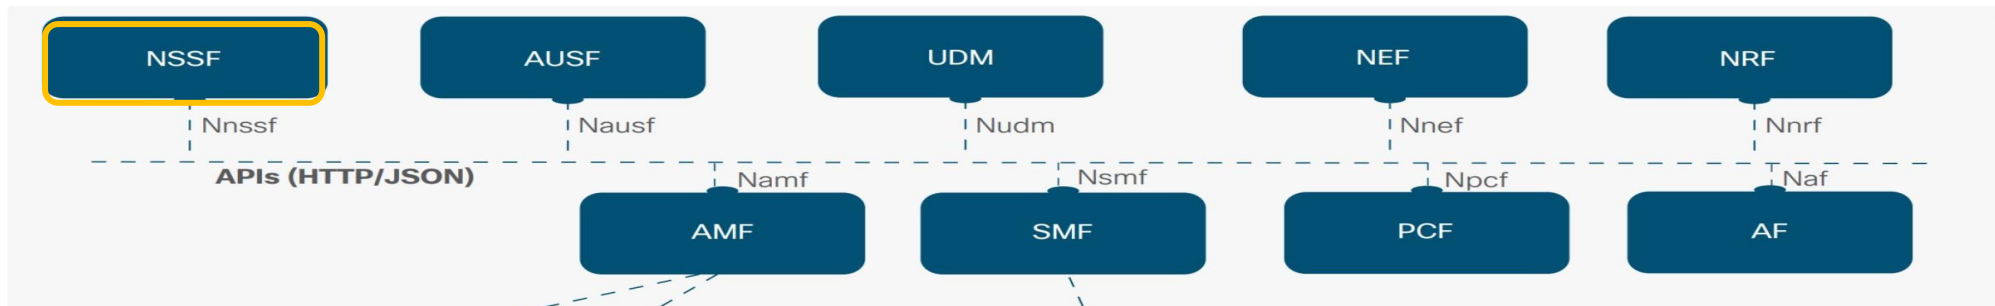 NSSF AUSF UDM NEF NRF
Nnssf Nausf Nudm Nnef Nnrf
APIs (HTTP/JSON) Namf Nsmf Npcf Naf
AMF SMF PCF AF